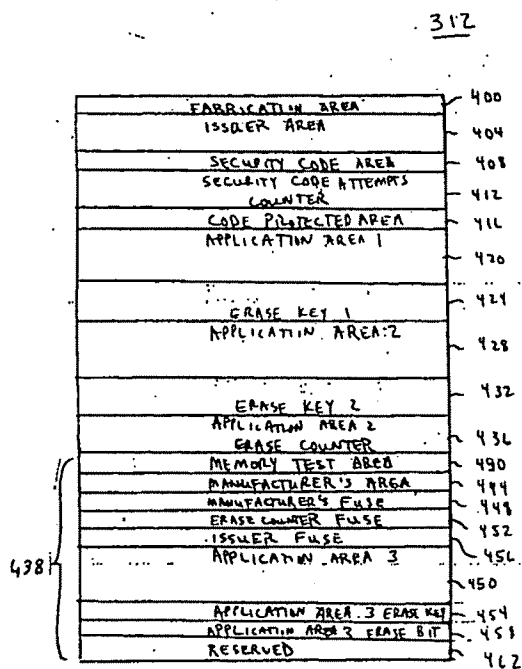 312
FABRICATION AREA 400
ISSUER AREA 404
SECURITY CODE AREA 408
SECURITY CODE ATTEMPTS
COUNTER 412
CODE PROTECTED AREA 416
APPLICATION AREA 1
420
424
ERASE KEY 1
APPLICATION AREA 2
428
432
ERASE KEY 2
APPLICATION AREA 2
ERASE COUNTER 436
MEMORY TEST AREA 490
MANUFACTURER'S AREA 494
MANUFACTURER'S FUSE 448
ERASE COUNTER FUSE 452
ISSUER FUSE 456
APPLICATION AREA 3
438
450
APPLICATION AREA 3 ERASE KEY 454
APPLICATION AREA 3 ERASE BIT 458
RESERVED 462